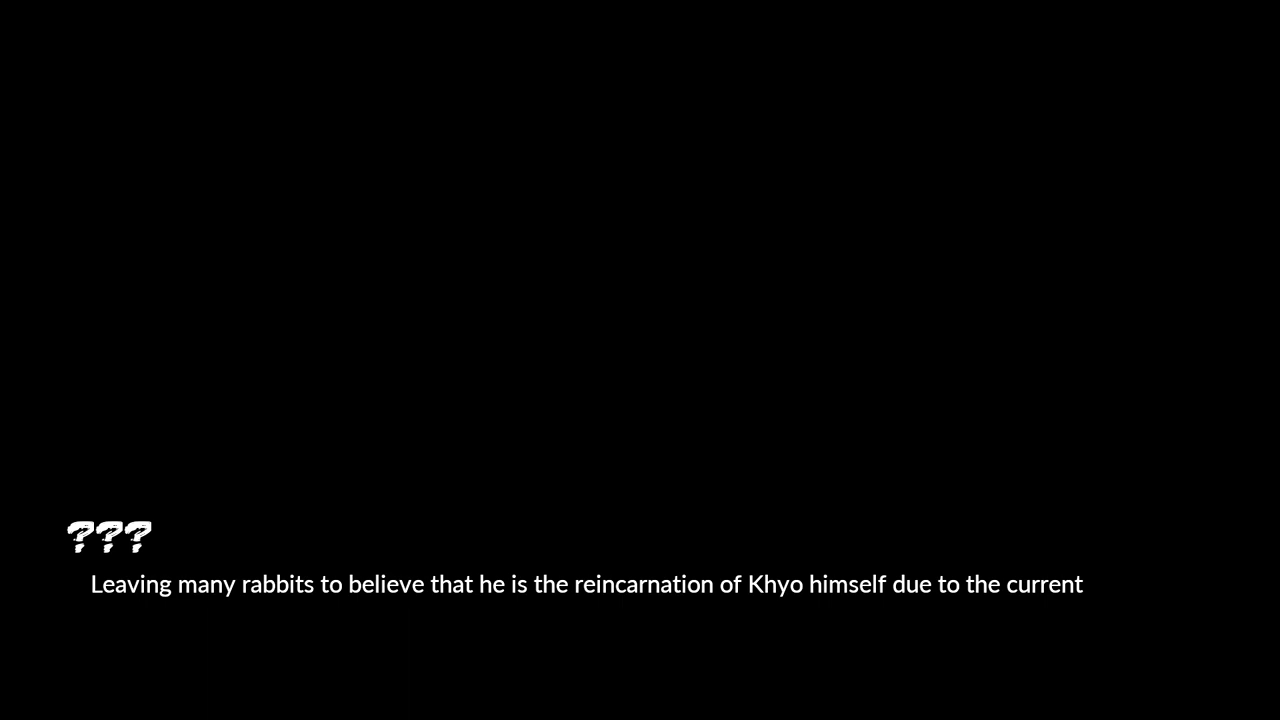 ???
Leaving many rabbits to believe that he is the reincarnation of Khyo himself due to the current